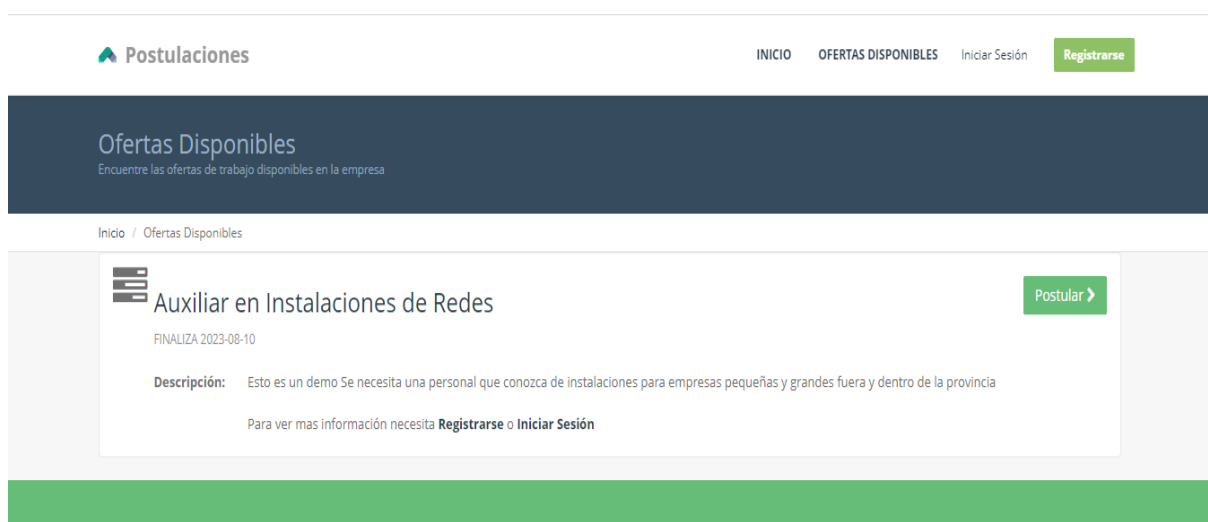 Postulaciones
INICIO OFERTAS DISPONIBLES Iniciar Sesión Registrarse
Ofertas Disponibles
Encuentre las ofertas de trabajo disponibles en la empresa
Inicio / Ofertas Disponibles
Auxiliar en Instalaciones de Redes
Postular
FINALIZA 2023-08-10
Descripción: Esto es un demo Se necesita una personal que conozca de instalaciones para empresas pequeñas y grandes fuera y dentro de la provincia
Para ver mas información necesita Registrarse o Iniciar Sesión